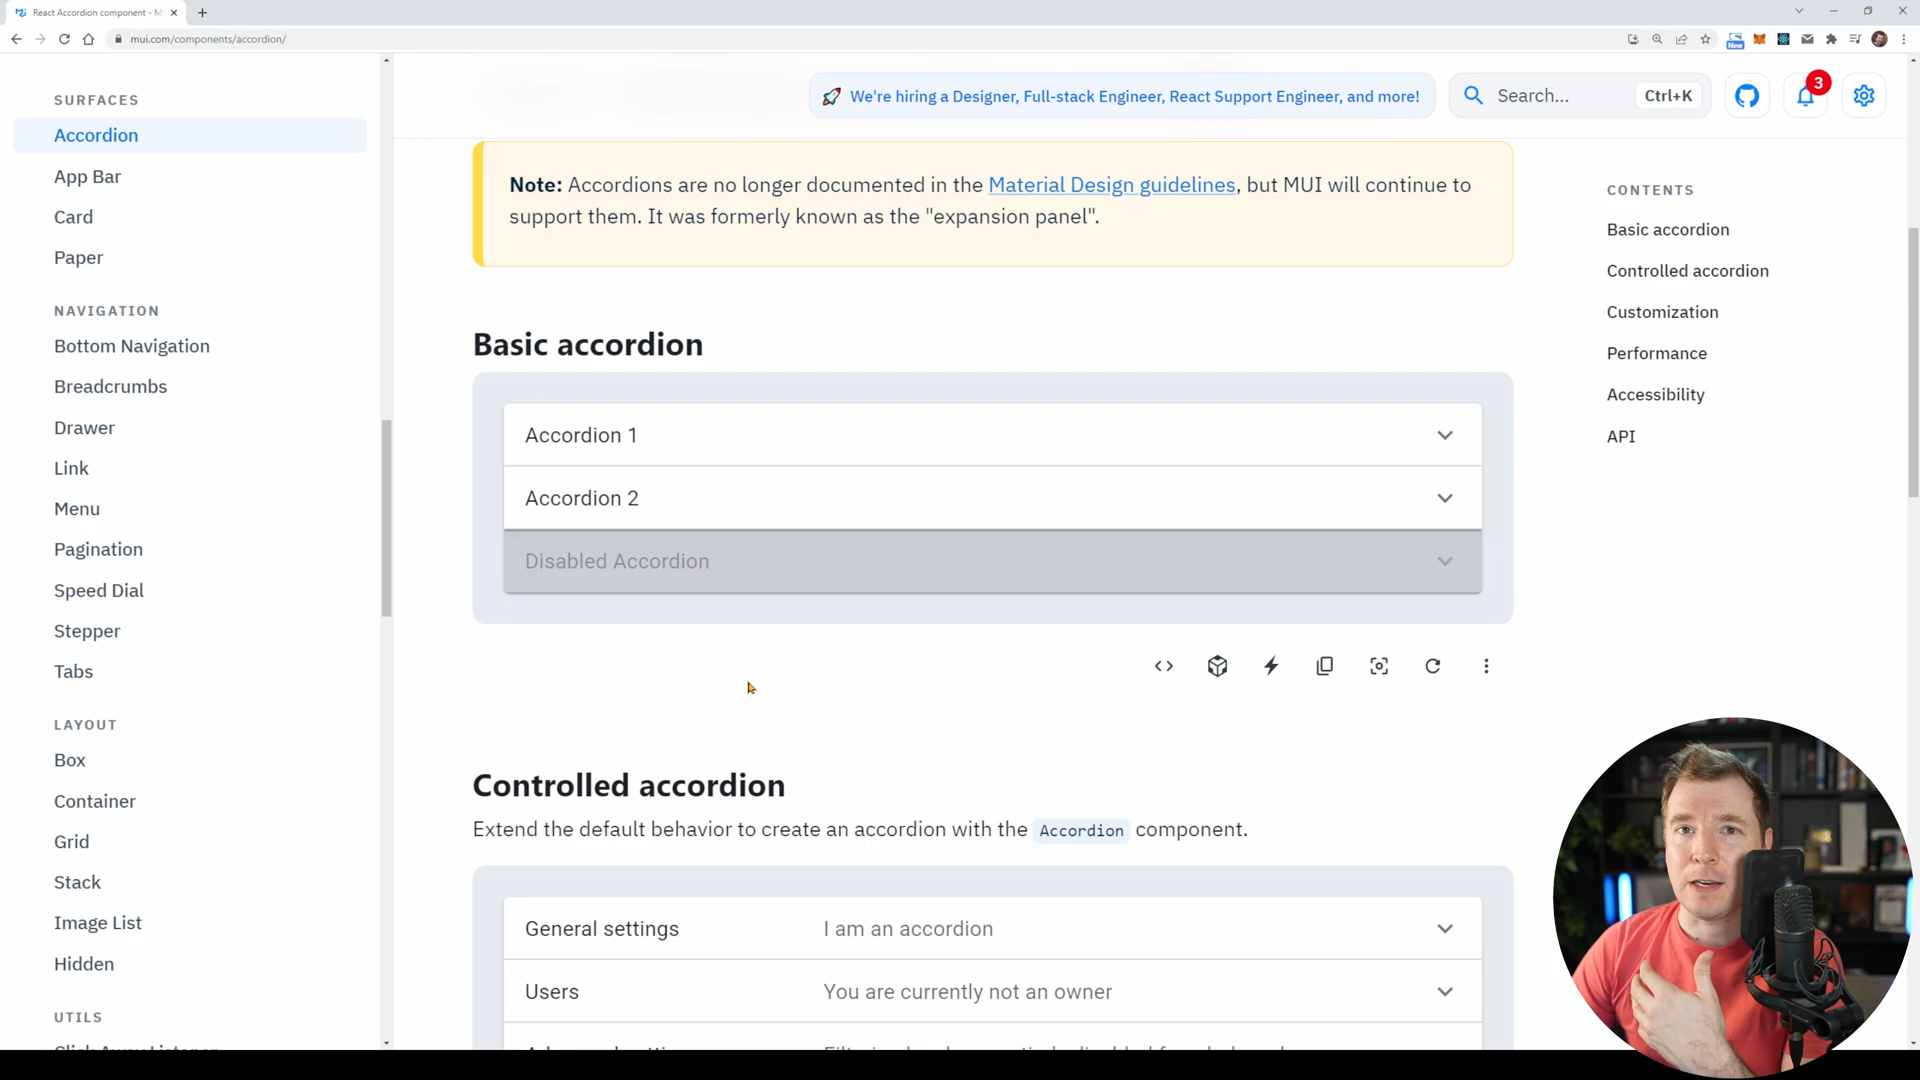 React Accordion component - M
mui.com/components/accordion/
New
SURFACES
Accordion
App Bar
Card
Paper
NAVIGATION
Bottom Navigation
Breadcrumbs
Drawer
Link
Menu
Pagination
Speed Dial
Stepper
Tabs
LAYOUT
Box
Container
Grid
Stack
Image List
Hidden
UTILS
We're hiring a Designer, Full-stack Engineer, React Support Engineer, and more!
Search...
Ctrl+K
3
Note: Accordions are no longer documented in the Material Design guidelines, but MUI will continue to
support them. It was formerly known as the "expansion panel".
Basic accordion
Accordion 1
Accordion 2
Disabled Accordion
Controlled accordion
Extend the default behavior to create an accordion with the Accordion component.
General settings
I am an accordion
Users
You are currently not an owner
CONTENTS
Basic accordion
Controlled accordion
Customization
Performance
Accessibility
API